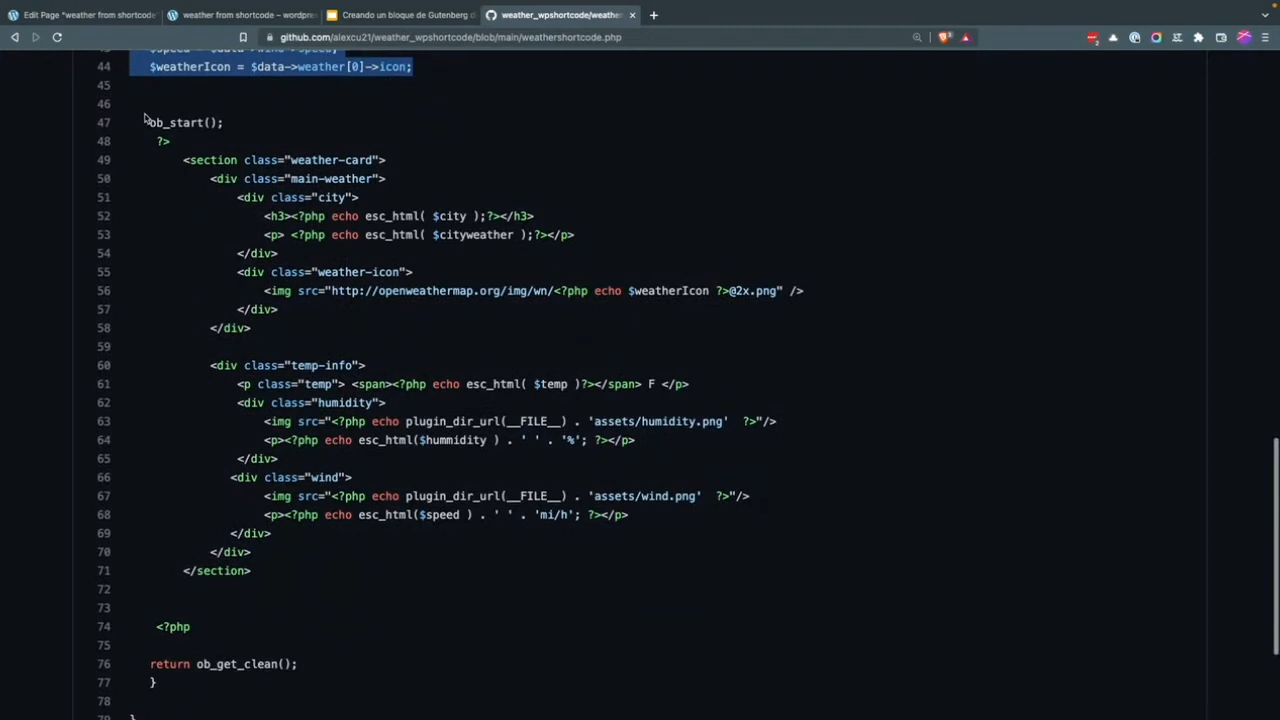 Edit Page "weather from shortcode"
weather from shortcode – wordpre
Creando un bloque de Gutenberg d
weather_wpshortcode/weather
github.com/alexcu21/weather_wpshortcode/blob/main/weathershortcode.php
43 $speed = $data->wind->speed;
44 $weatherIcon = $data->weather[0]->icon;
45
46
47 ob_start();
48 ?>
49 <section class="weather-card">
50 <div class="main-weather">
51 <div class="city">
52 <h3><?php echo esc_html( $city );?></h3>
53 <p> <?php echo esc_html( $cityweather );?></p>
54 </div>
55 <div class="weather-icon">
56 <img src="http://openweathermap.org/img/wn/<?php echo $weatherIcon ?>@2x.png" />
57 </div>
58 </div>
59
60 <div class="temp-info">
61 <p class="temp"> <span><?php echo esc_html( $temp )?></span> F </p>
62 <div class="humidity">
63 <img src="<?php echo plugin_dir_url(__FILE__) . 'assets/humidity.png'  ?>"/>
64 <p><?php echo esc_html($hummidity ) . ' ' . '%'; ?></p>
65 </div>
66 <div class="wind">
67 <img src="<?php echo plugin_dir_url(__FILE__) . 'assets/wind.png'  ?>"/>
68 <p><?php echo esc_html($speed ) . ' ' . 'mi/h'; ?></p>
69 </div>
70 </div>
71 </section>
72
73
74 <?php
75
76 return ob_get_clean();
77 }
78
79 }